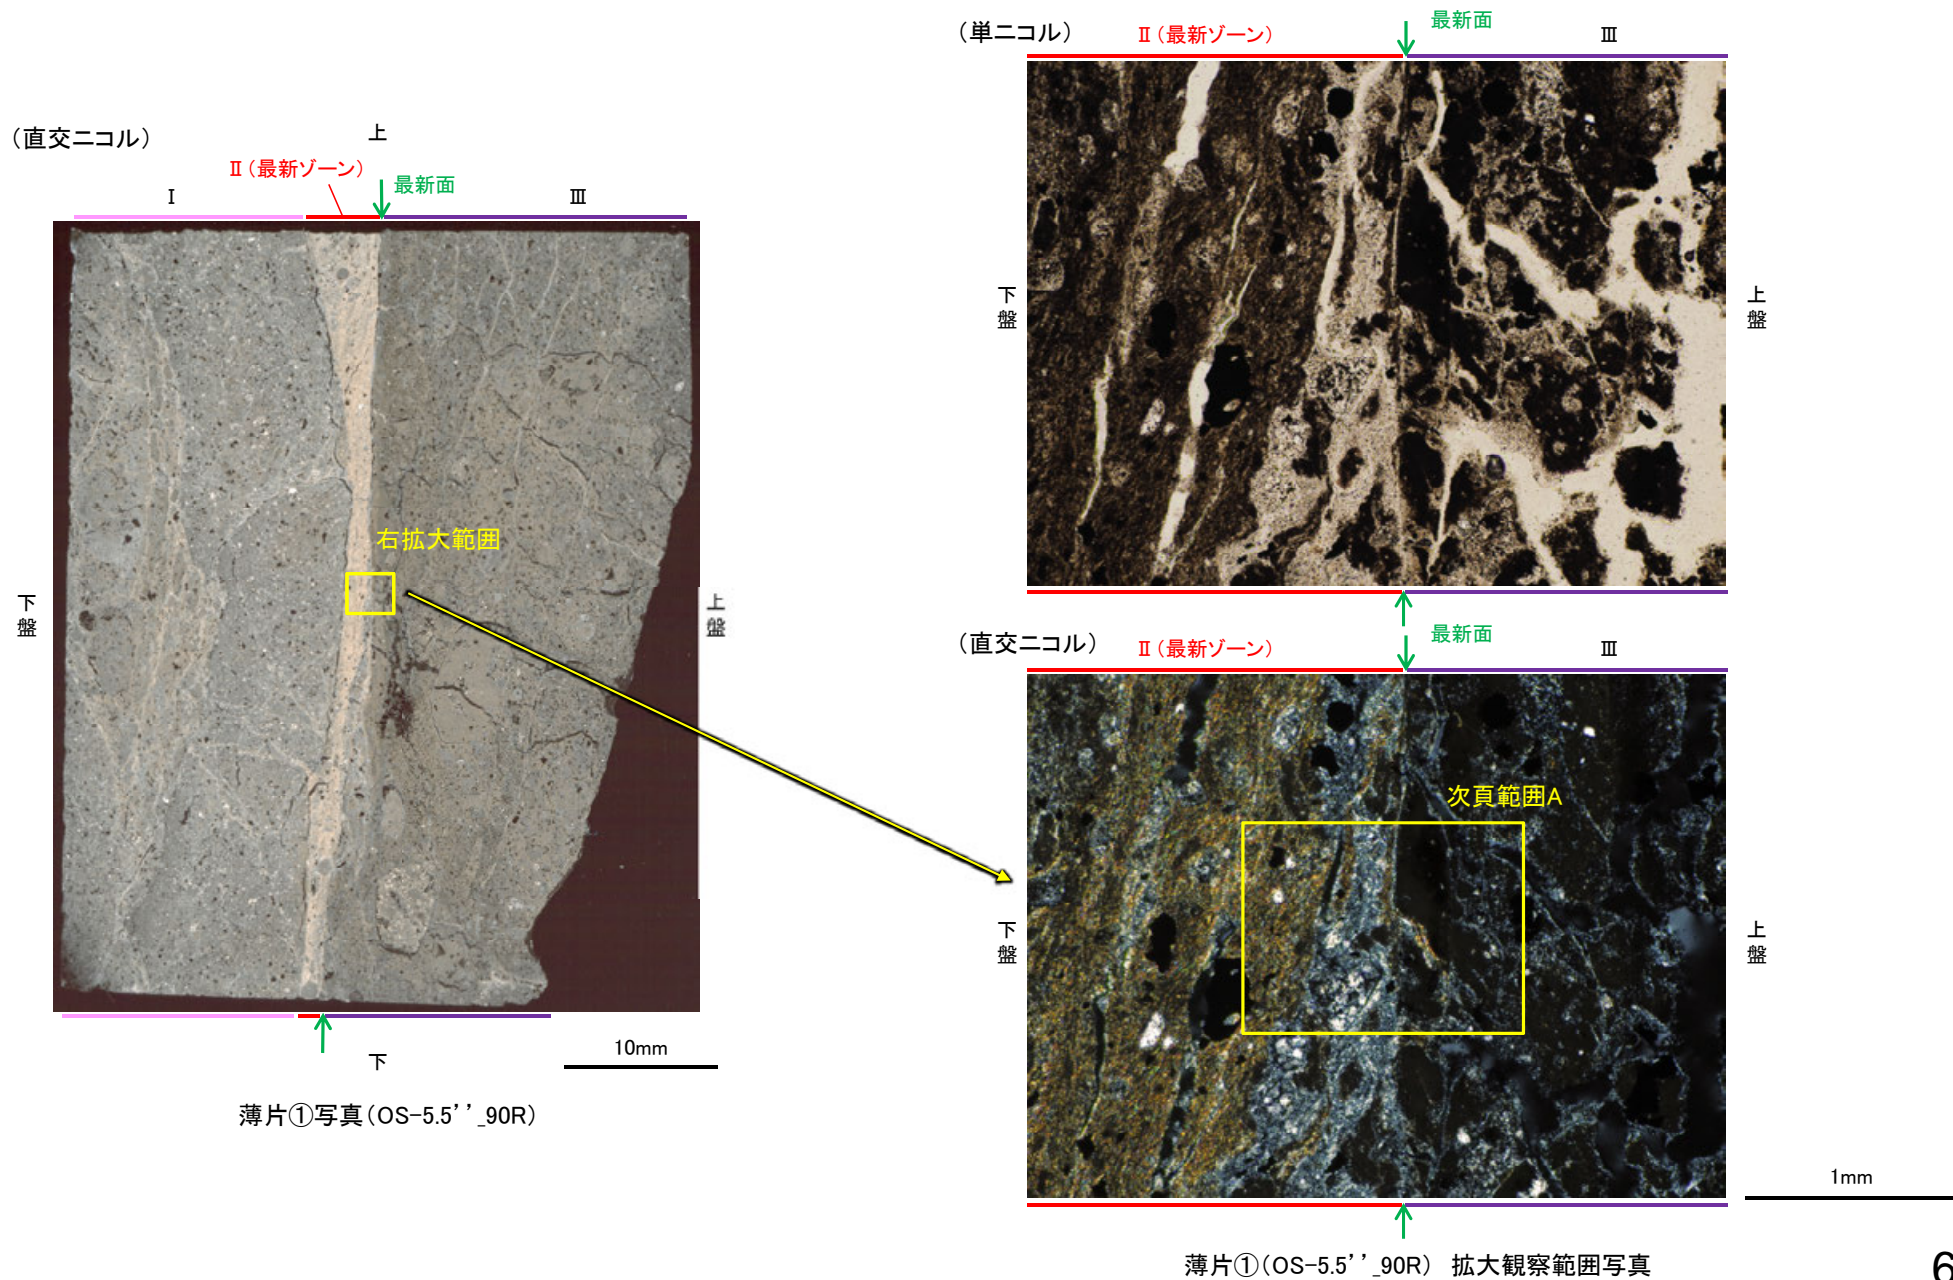 (直交ニコル)
上
Ⅱ(最新ゾーン)
最新面
Ⅰ
Ⅲ
右拡大範囲
下盤
上盤
下
10mm
薄片①写真(OS-5.5’’_90R)
(単ニコル)
Ⅱ(最新ゾーン)
最新面
Ⅲ
下盤
上盤
(直交ニコル)
Ⅱ(最新ゾーン)
最新面
Ⅲ
次頁範囲A
下盤
上盤
1mm
薄片①(OS-5.5’’_90R) 拡大観察範囲写真